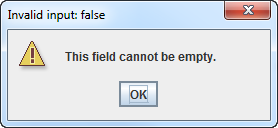 Invalid input: false
This field cannot be empty.
OK